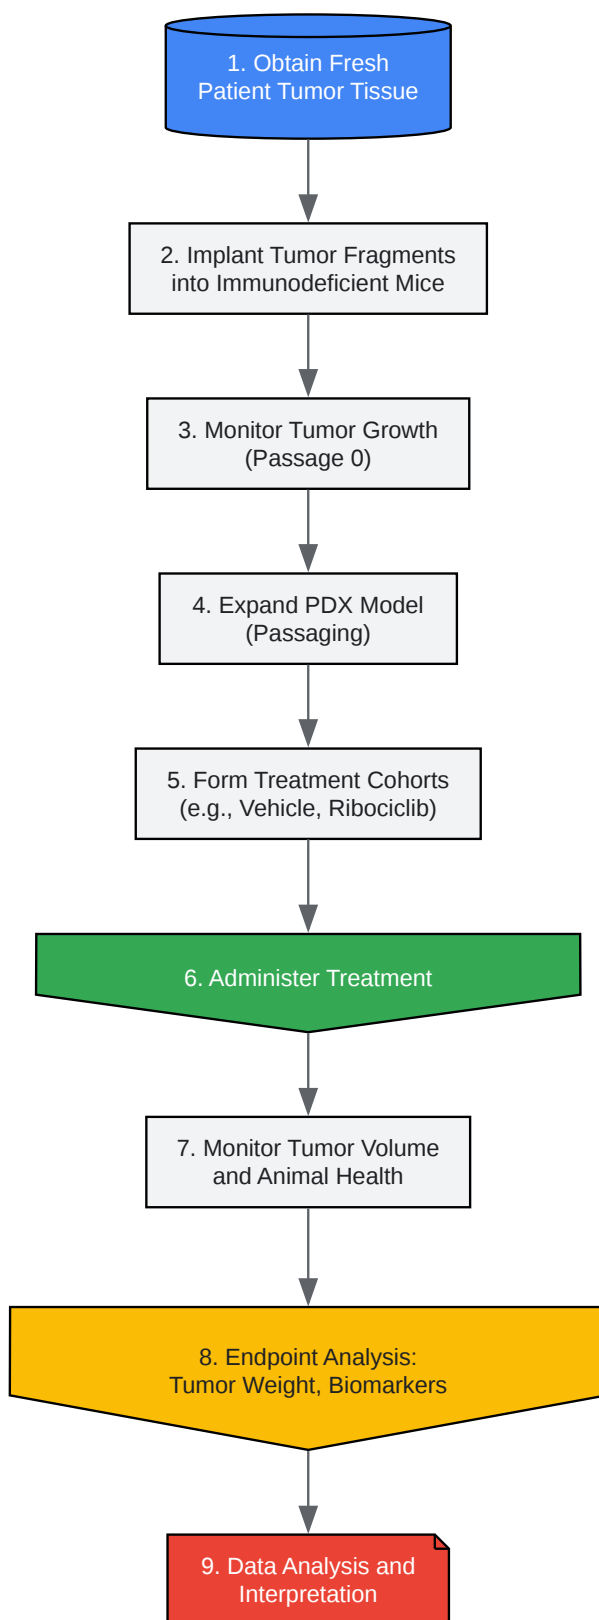 1. Obtain Fresh
Patient Tumor Tissue
2. Implant Tumor Fragments
into Immunodeficient Mice
3. Monitor Tumor Growth
(Passage 0)
4. Expand PDX Model
(Passaging)
5. Form Treatment Cohorts
(e.g., Vehicle, Ribociclib)
6. Administer Treatment
7. Monitor Tumor Volume
and Animal Health
8. Endpoint Analysis:
Tumor Weight, Biomarkers
9. Data Analysis and
Interpretation